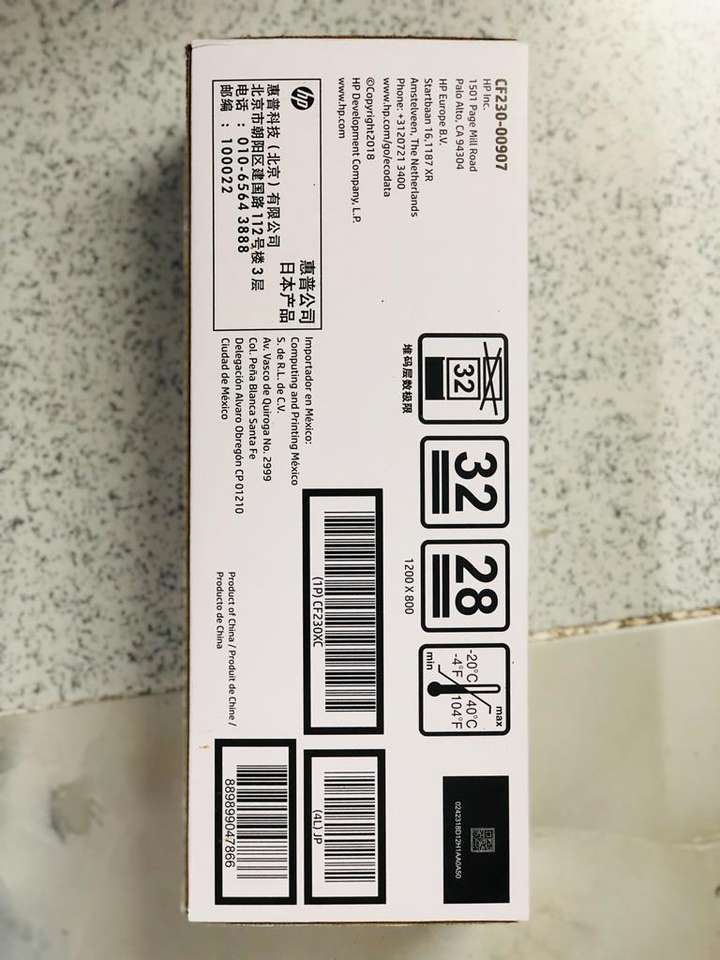 CF230-00907
HP Inc.
1501 Page Mill Road
Palo Alto, CA 94304
HP Europe B.V.
Startbaan 16,1187 XR
Amstelveen, The Netherlands
Phone: +31207213400
www.hp.com/go/ecodata
©Copyright2018
HP Development Company, L.P.
www.hp.com
hp
惠普公司
日本产品
惠普科技（北京）有限公司
北京市朝阳区建国路112号楼3层
电话：010-6564 3888
邮编：100022
Importador en México:
Computing and Printing México
S. de R.L. de C.V.
Av. Vasco de Quiroga No. 2999
Col. Peña Blanca Santa Fe
Delegación Alvaro Obregón CP 01210
Ciudad de México
32
堆码层数极限
32
28
1200 X 800
max
-20°C 40°C
-4°F 104°F
min
(1P) CF230XC
Product of China / Produit de Chine /
Producto de China
(4L) JP
889899047866
0242318D12H1AA0A50